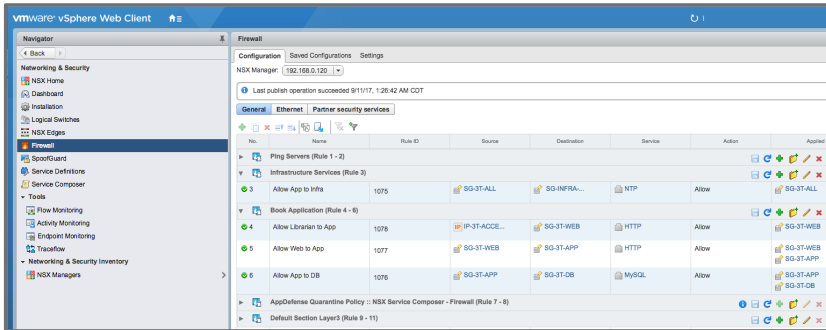 vmware® vSphere Web Client
Navigator
Back
Networking & Security
NSX Home
Dashboard
Installation
Logical Switches
NSX Edges
Firewall
SpoofGuard
Service Definitions
Service Composer
Tools
Flow Monitoring
Activity Monitoring
Endpoint Monitoring
Traceflow
Networking & Security Inventory
NSX Managers
Firewall
Configuration Saved Configurations Settings
NSX Manager: 192.168.0.120
Last publish operation succeeded 9/11/17, 1:26:42 AM CDT
General Ethernet Partner security services
No. Name Rule ID Source Destination Service Action Applied
Ping Servers (Rule 1 - 2)
Infrastructure Services (Rule 3)
3 Allow App to Infra 1075 SG-3T-ALL SG-INFRA-... NTP Allow SG-3T-ALL
Book Application (Rule 4 - 6)
4 Allow Librarian to App 1078 IP IP-3T-ACCE... SG-3T-WEB HTTP Allow SG-3T-WEB
5 Allow Web to App 1077 SG-3T-WEB SG-3T-APP HTTP Allow SG-3T-WEB
SG-3T-APP
6 Allow App to DB 1076 SG-3T-APP SG-3T-DB MySQL Allow SG-3T-APP
SG-3T-DB
AppDefense Quarantine Policy :: NSX Service Composer - Firewall (Rule 7 - 8)
Default Section Layer3 (Rule 9 - 11)